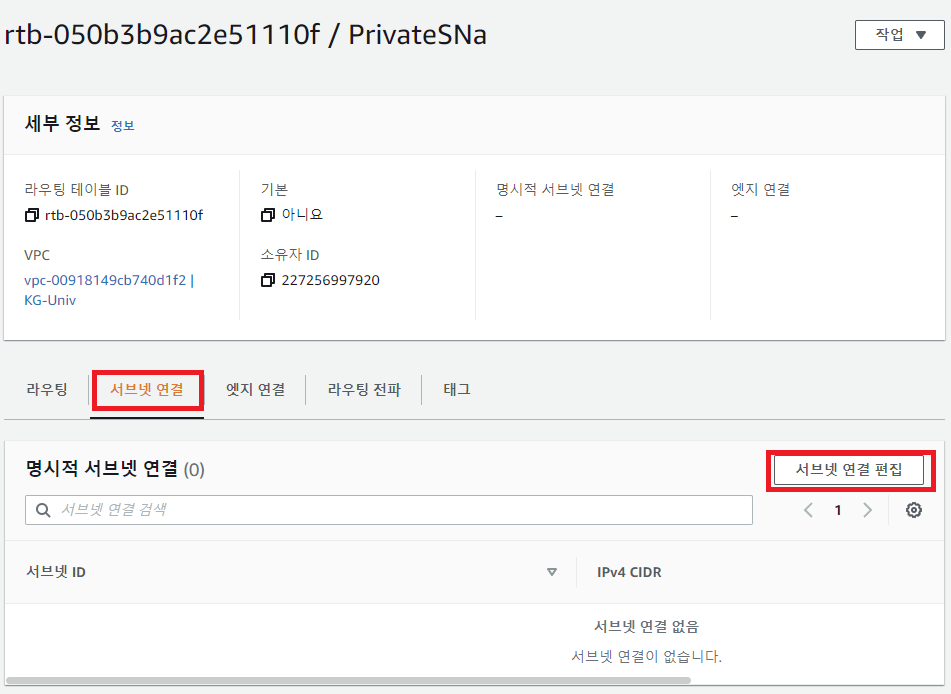 rtb-050b3b9ac2e51110f / PrivateSNa
작업
세부 정보 정보
라우팅 테이블 ID
rtb-050b3b9ac2e51110f
기본
아니요
명시적 서브넷 연결
–
엣지 연결
–
VPC
vpc-00918149cb740d1f2 |
KG-Univ
소유자 ID
227256997920
라우팅 서브넷 연결 엣지 연결 라우팅 전파 태그
명시적 서브넷 연결 (0)
서브넷 연결 편집
서브넷 연결 검색
1
서브넷 ID IPv4 CIDR
서브넷 연결 없음
서브넷 연결이 없습니다.